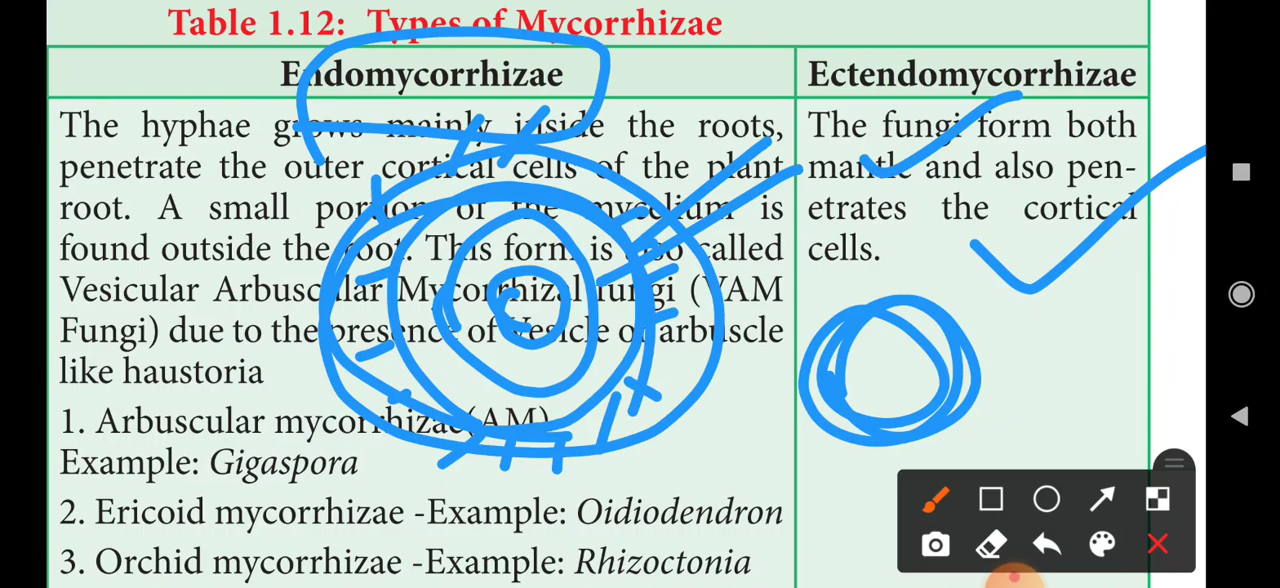 Table 1.12: Types of Mycorrhizae
Endomycorrhizae
The hyphae grows mainly inside the roots,
penetrate the outer cortical cells of the plant
root. A small portion of the mycelium is
found outside the root. This form is also called
Vesicular Arbuscular Mycorrhizal fungi (VAM
Fungi) due to the presence of Vesicle or arbuscle
like haustoria
1. Arbuscular mycorrhizae(AM)
Example: Gigaspora
2. Ericoid mycorrhizae -Example: Oidiodendron
3. Orchid mycorrhizae -Example: Rhizoctonia
Ectendomycorrhizae
The fungi form both
mantle and also pen-
etrates the cortical
cells.